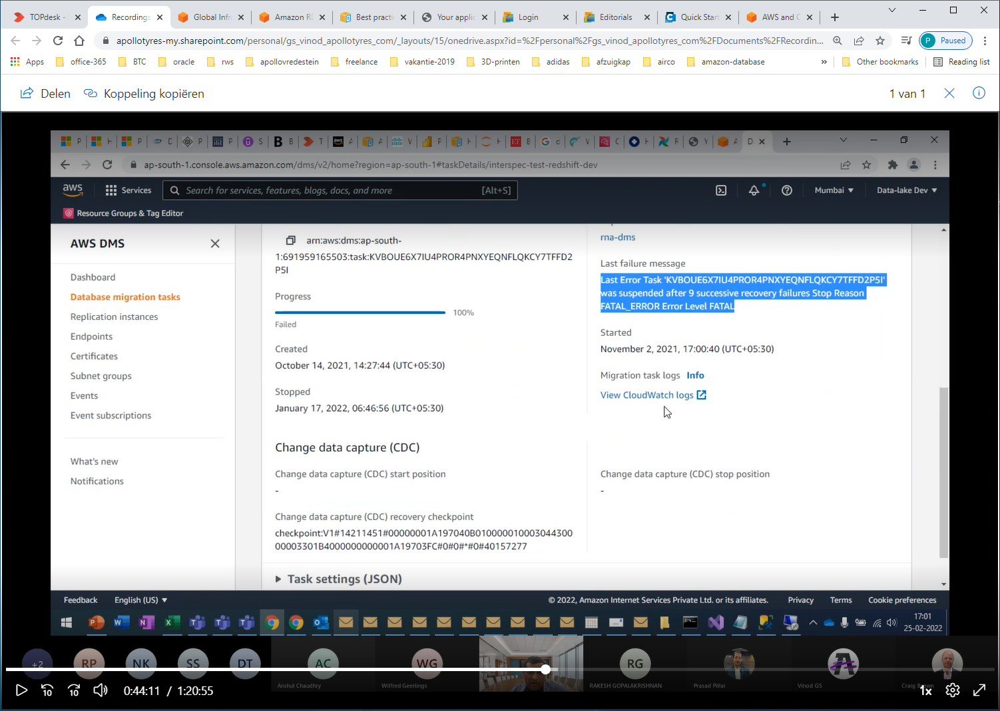 TOPdesk -
Recordings
Global Infr
Amazon R
Best practi
Your applic
Login
Editorials
Quick Start
AWS and C
apollotyres-my.sharepoint.com/personal/gs_vinod_apollotyres_com/_layouts/15/onedrive.aspx?id=%2Fpersonal%2Fgs_vinod_apollotyres_com%2FDocuments%2FRecordin...
P Paused
Apps
office-365
BTC
oracle
rws
apollovredestein
freelance
vakantie-2019
3D-printen
adidas
afzuigkap
airco
amazon-database
»
Other bookmarks
Reading list
Delen
Koppeling kopiëren
1 van 1
ap-south-1.console.aws.amazon.com/dms/v2/home?region=ap-south-1#taskDetails/interspec-test-redshift-dev
aws
Services
Search for services, features, blogs, docs, and more [Alt+S]
Mumbai
Data-lake Dev
Resource Groups & Tag Editor
AWS DMS
Dashboard
Database migration tasks
Replication instances
Endpoints
Certificates
Subnet groups
Events
Event subscriptions
What's new
Notifications
arn:aws:dms:ap-south-
1:691959165503:task:KVBOUE6X7IU4PROR4PNXYEQNFLQKCY7TFFD2
P5I
Progress
100%
Failed
Created
October 14, 2021, 14:27:44 (UTC+05:30)
Stopped
January 17, 2022, 06:46:56 (UTC+05:30)
rna-dms
Last failure message
Last Error Task 'KVBOUE6X7IU4PROR4PNXYEQNFLQKCY7TFFD2P5I'
was suspended after 9 successive recovery failures Stop Reason
FATAL_ERROR Error Level FATAL
Started
November 2, 2021, 17:00:40 (UTC+05:30)
Migration task logs Info
View CloudWatch logs
Change data capture (CDC)
Change data capture (CDC) start position
-
Change data capture (CDC) stop position
-
Change data capture (CDC) recovery checkpoint
checkpoint:V1#14211451#00000001A197040B010000010003044300
00003301B4000000000001A19703FC#0#0#*#0#40157277
Task settings (JSON)
Feedback
English (US)
© 2022, Amazon Internet Services Private Ltd. or its affiliates.
Privacy
Terms
Cookie preferences
17:01
25-02-2022
+2
RP
NK
SS
DT
AC
WG
RG
Anshul Chaudhry
Wilfred Geerlings
RAKESH GOPALAKRISHNAN
Prasad Pillai
Vinod GS
Craig Brown
10
10
0:44:11 / 1:20:55
1x